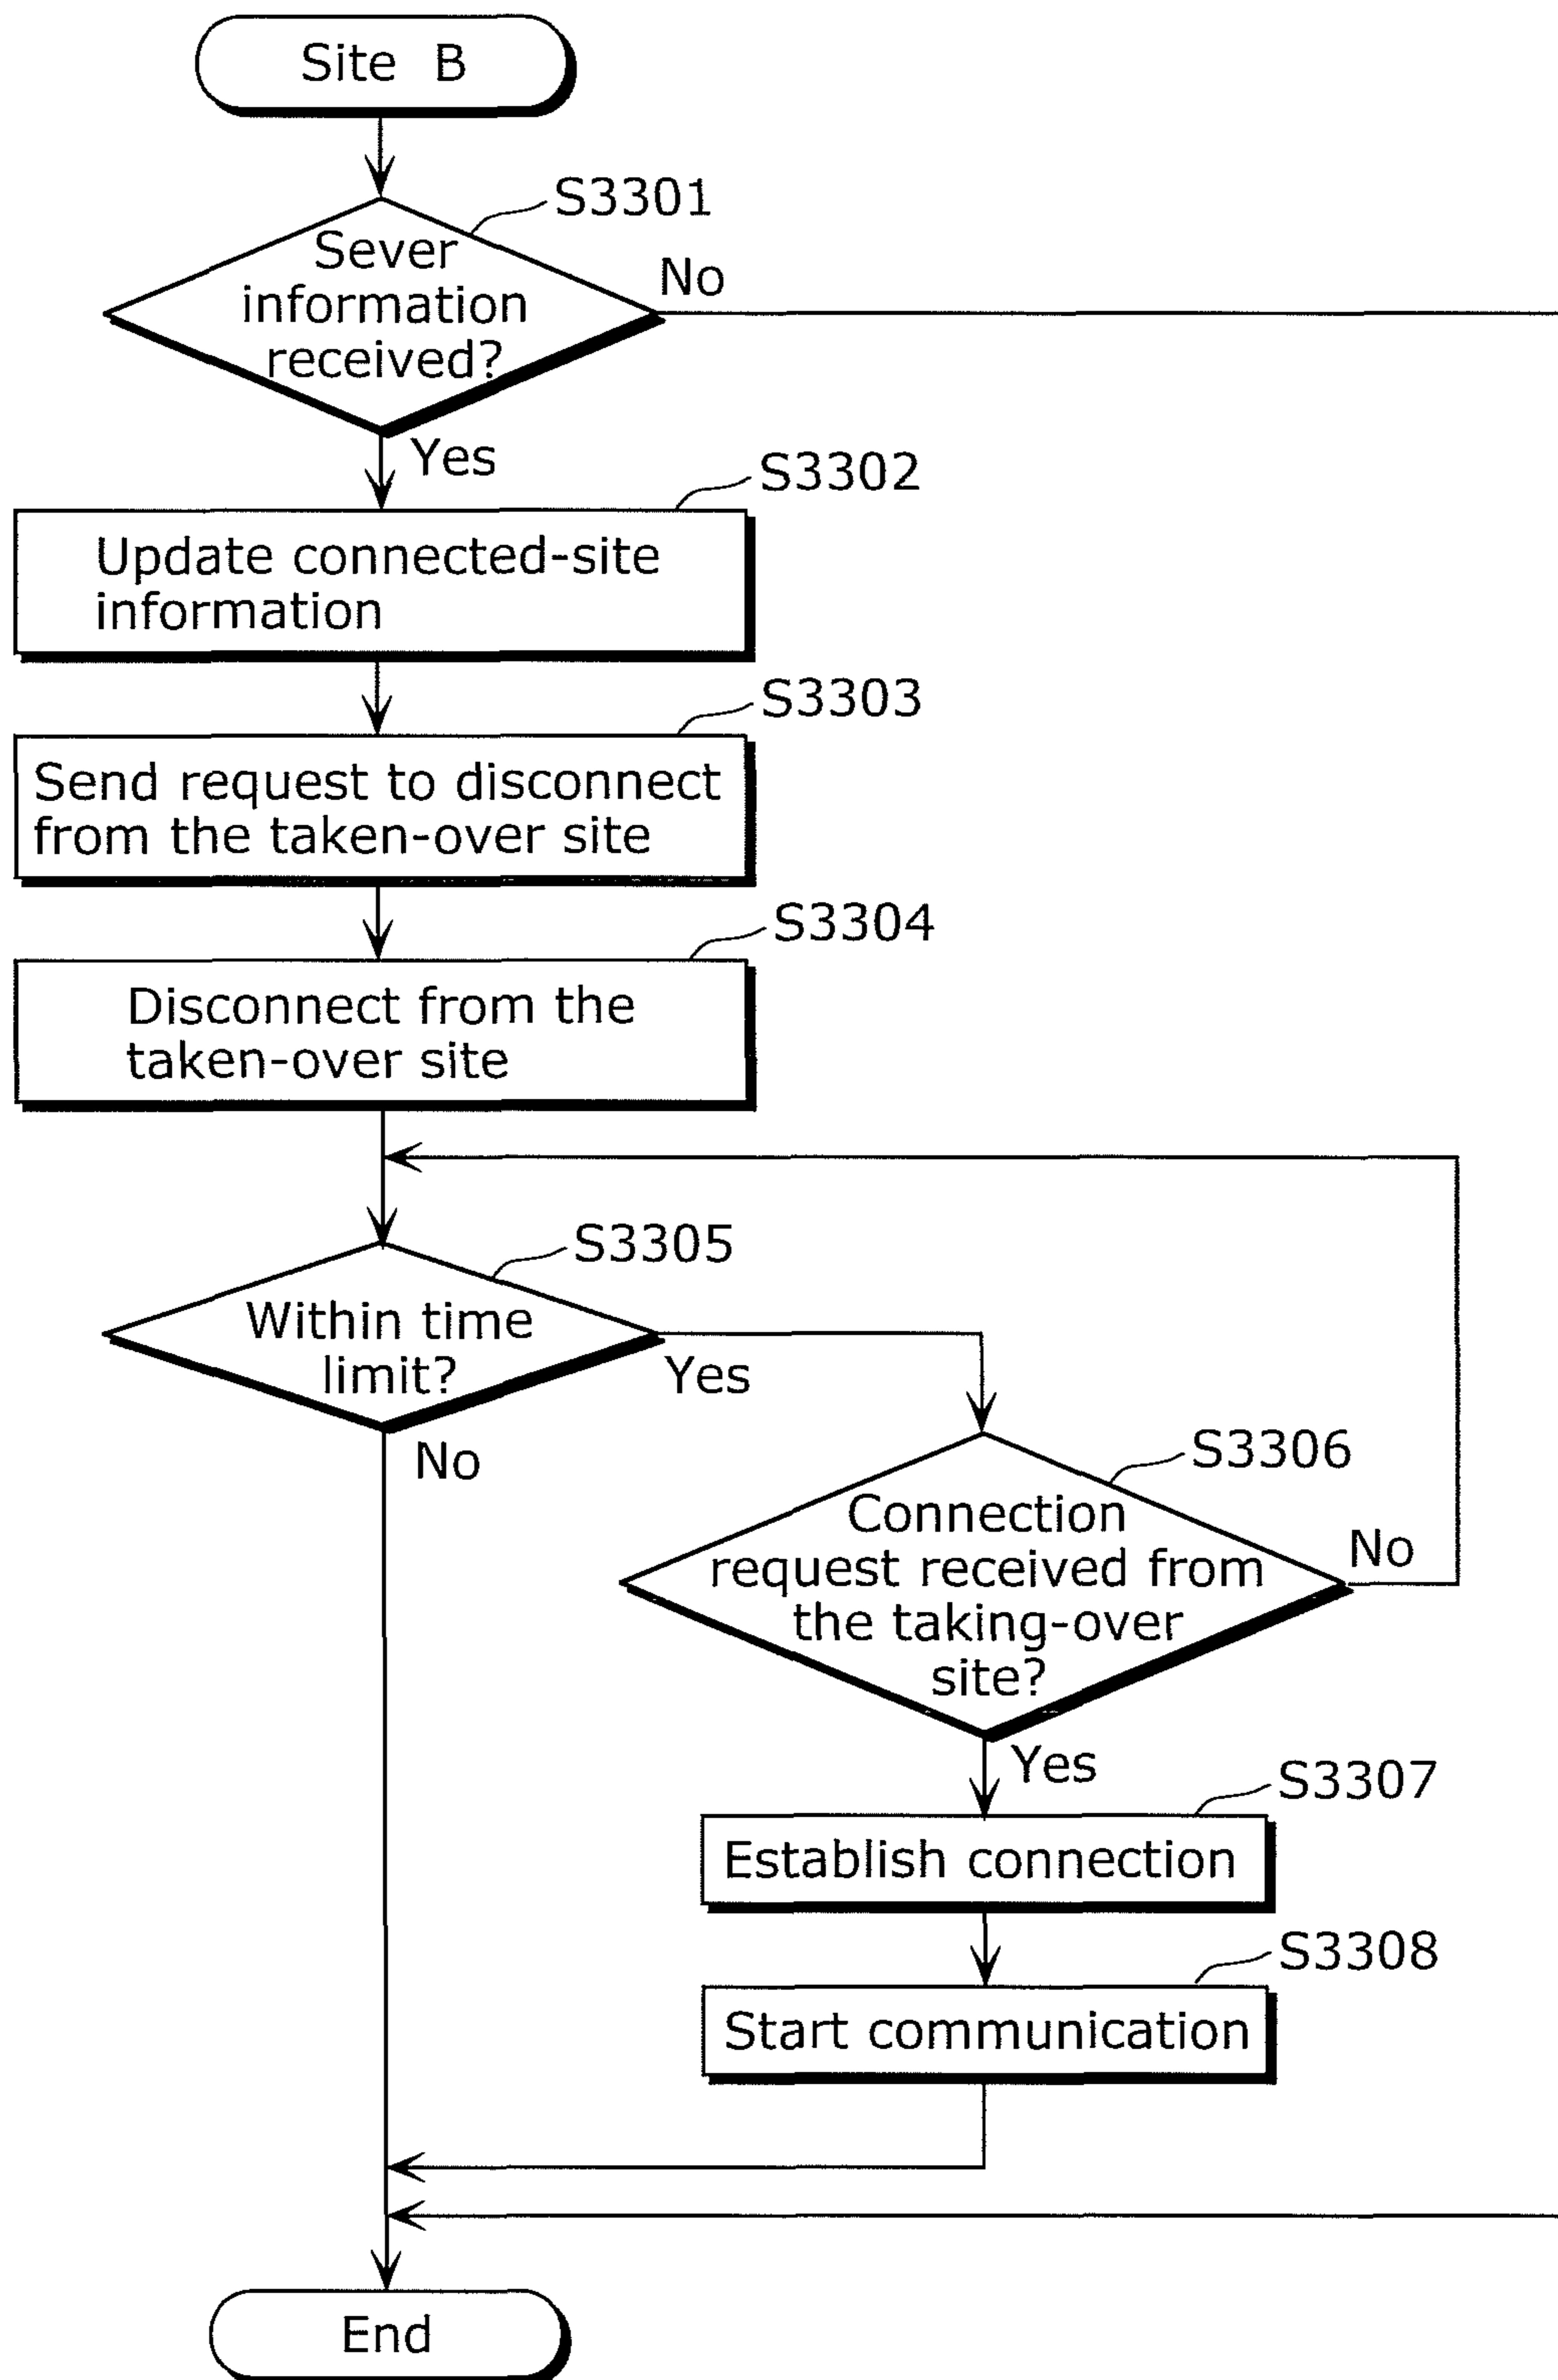 Site B
S3301
Sever
information
received?
No
Yes
S3302
Update connected-site
information
S3303
Send request to disconnect
from the taken-over site
S3304
Disconnect from the
taken-over site
S3305
Within time
limit?
Yes
No
S3306
Connection
request received from
the taking-over
site?
No
Yes
S3307
Establish connection
S3308
Start communication
End